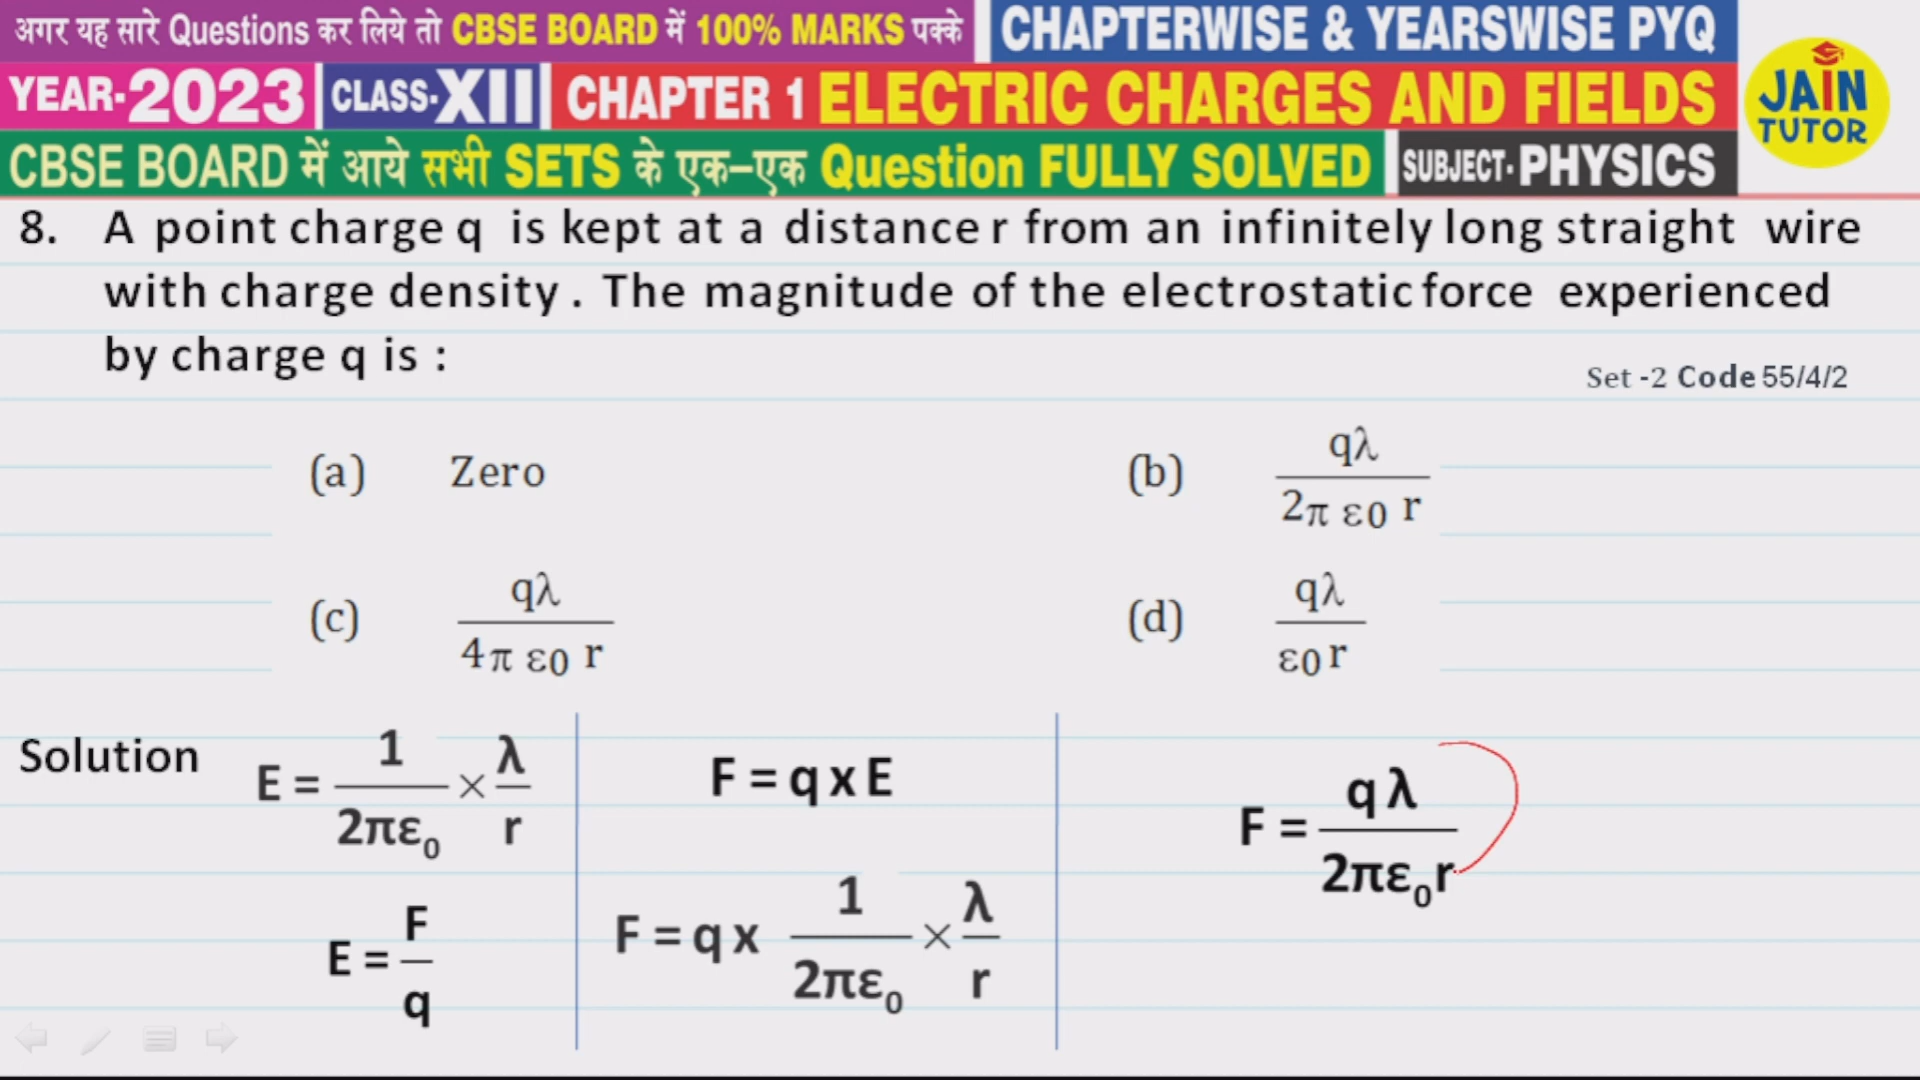 अगर यह सारे Questions कर लिये तो CBSE BOARD में 100% MARKS पक्के
CHAPTERWISE & YEARSWISE PYQ
YEAR-2023 CLASS-XII CHAPTER 1 ELECTRIC CHARGES AND FIELDS
JAIN TUTOR
CBSE BOARD में आये सभी SETS के एक-एक Question FULLY SOLVED SUBJECT- PHYSICS
8. A point charge q is kept at a distance r from an infinitely long straight wire
with charge density . The magnitude of the electrostatic force experienced
by charge q is :
Set -2 Code 55/4/2
(a) Zero
(b) qλ / 2π ε0 r
(c) qλ / 4π ε0 r
(d) qλ / ε0 r
Solution
E = 1 / 2πε₀ × λ / r
E = F / q
F = q x E
F = q x 1 / 2πε₀ × λ / r
F = q λ / 2πε₀r